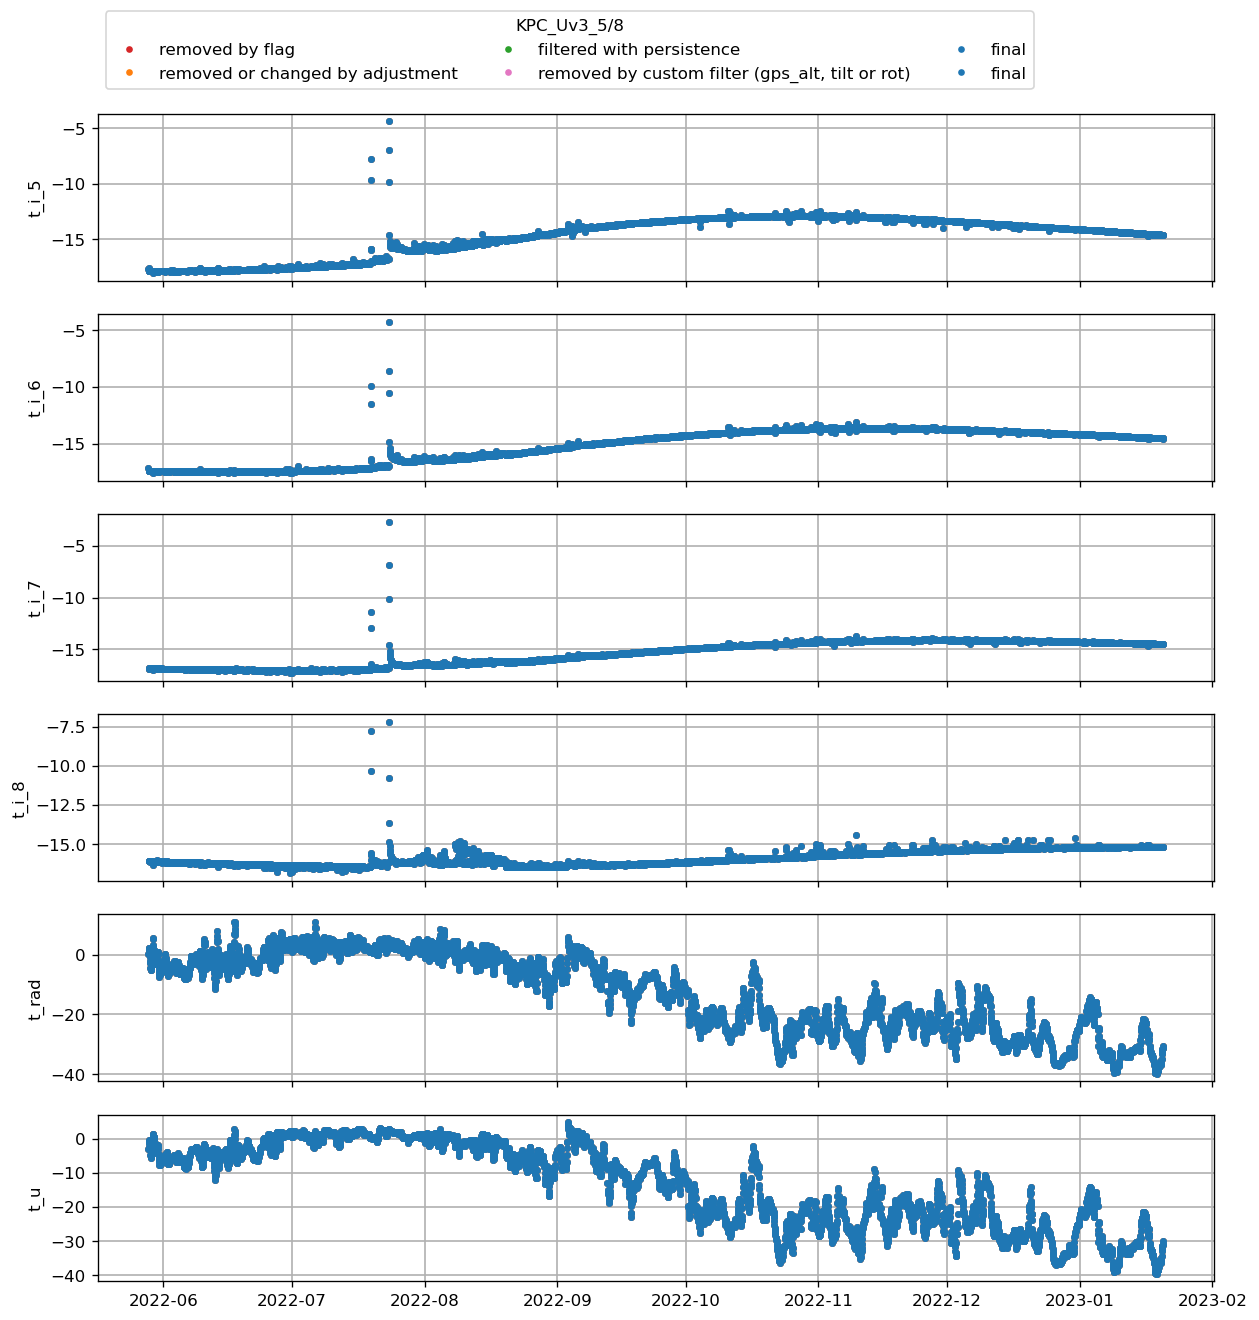 KPC_Uv3_5/8
removed by flag
filtered with persistence
final
removed or changed by adjustment
removed by custom filter (gps_alt, tilt or rot)
final
−5
−10
−15
t_i_5
−5
−10
−15
t_i_6
−5
−10
−15
t_i_7
−7.5
−10.0
−12.5
−15.0
t_i_8
0
−20
−40
t_rad
0
−10
−20
−30
−40
t_u
2022-06 2022-07 2022-08 2022-09 2022-10 2022-11 2022-12 2023-01 2023-02